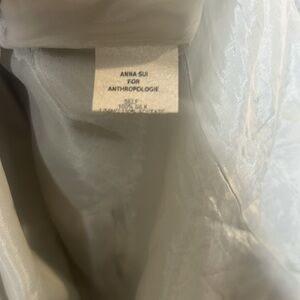 ANNA SUI
FOR
ANTHROPOLOGIE
SELF
100% SILK